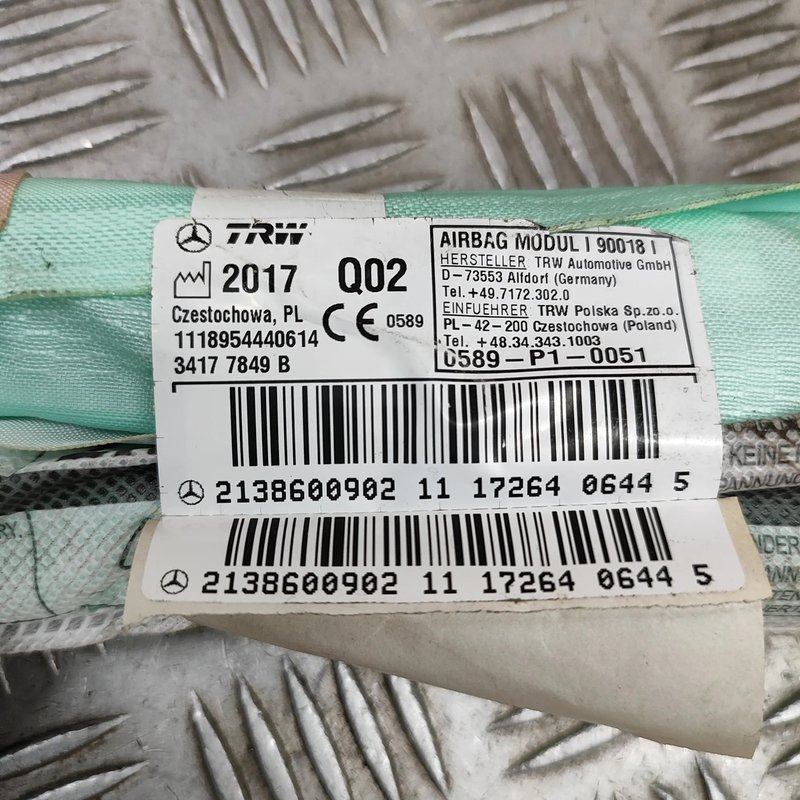 TRW
2017 Q02
Czestochowa, PL
1118954440614
3417 7849 B
CE 0589
AIRBAG MODUL I 90018 I
HERSTELLER TRW Automotive GmbH
D-73553 Alfdorf (Germany)
Tel.+49.7172.302.0
EINFUEHRER TRW Polska Sp.zo.o.
PL-42-200 Czestochowa (Poland)
Tel. +48.34.343.1003
0589-P1-0051
2138600902 11 17264 0644 5
2138600902 11 17264 0644 5
KEINE